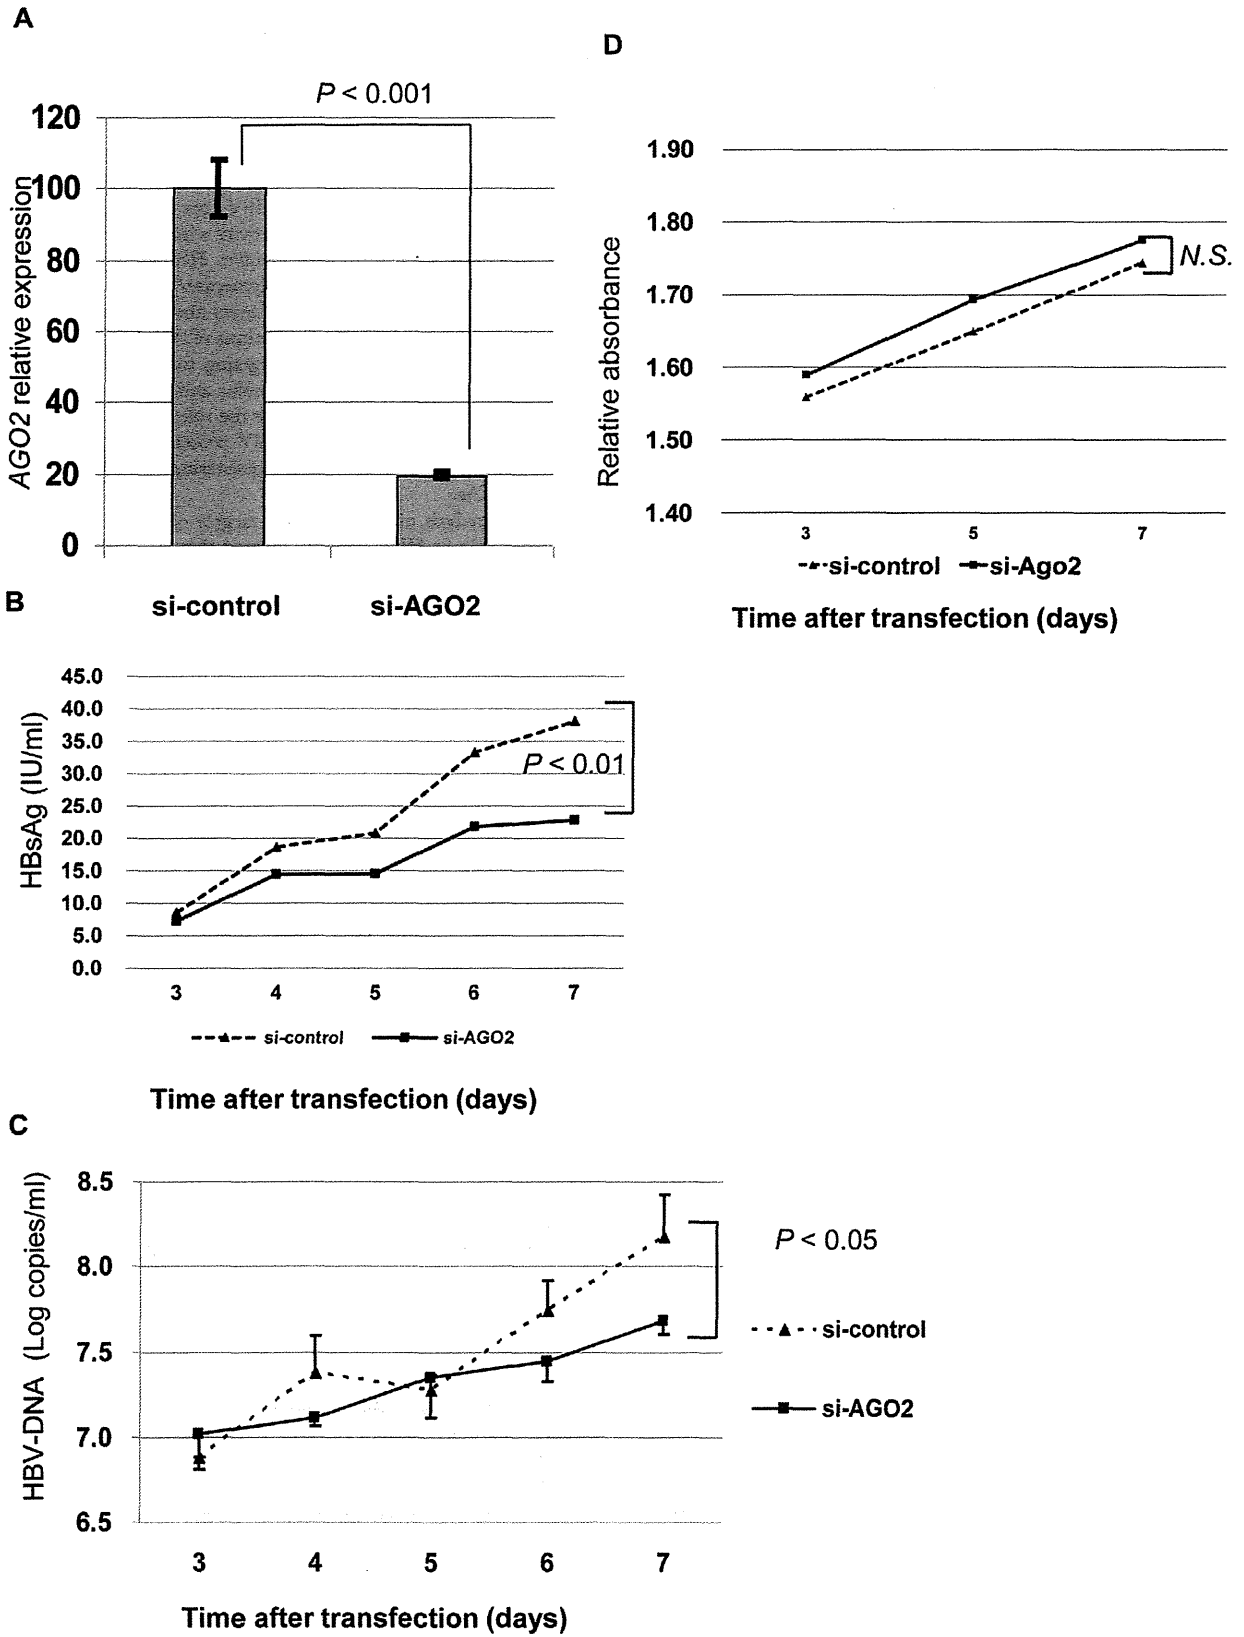 A
P < 0.001
120
100
80
60
40
20
0
AGO2 relative expression
si-control si-AGO2
D
1.90
1.80
1.70
1.60
1.50
1.40
Relative absorbance
N.S.
3 5 7
si-control si-Ago2
Time after transfection (days)
B
45.0
40.0
35.0
30.0
25.0
20.0
15.0
10.0
5.0
0.0
HBsAg (IU/ml)
P < 0.01
3 4 5 6 7
si-control si-AGO2
Time after transfection (days)
C
8.5
8.0
7.5
7.0
6.5
HBV-DNA (Log copies/ml)
P < 0.05
si-control
si-AGO2
3 4 5 6 7
Time after transfection (days)